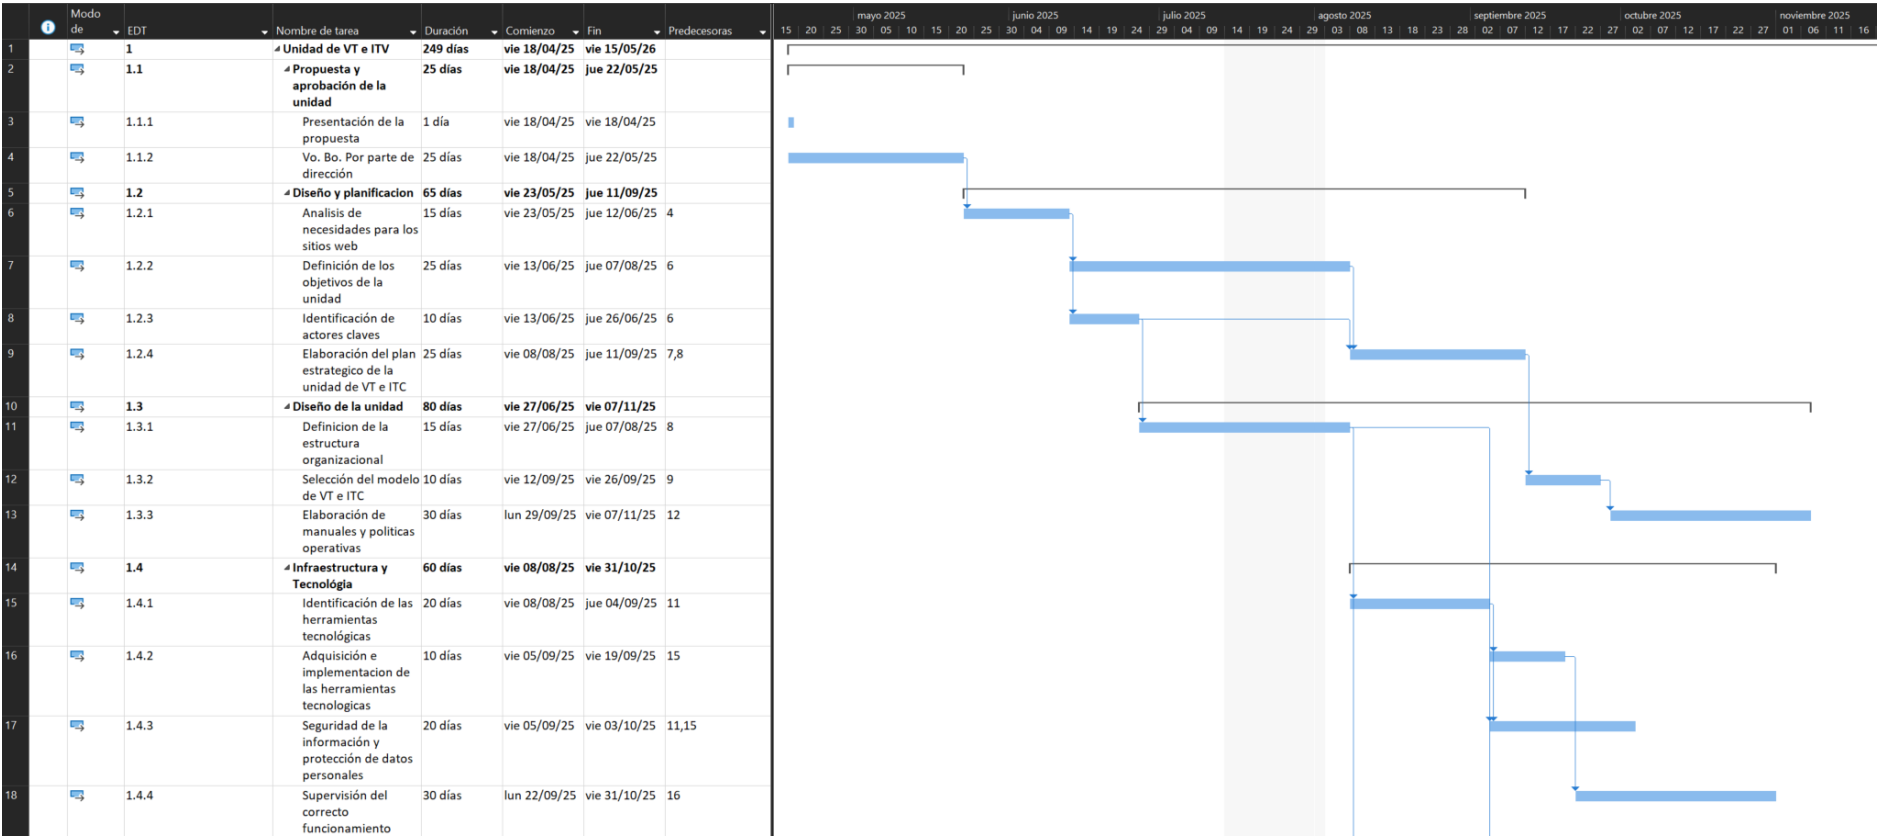 Modo de EDT Nombre de tarea Duración Comienzo Fin Predecesoras
mayo 2025 junio 2025 julio 2025 agosto 2025 septiembre 2025 octubre 2025 noviembre 2025
15 20 25 30 05 10 15 20 25 30 04 09 14 19 24 29 04 09 14 19 24 29 03 08 13 18 23 28 02 07 12 17 22 27 02 07 12 17 22 27 01 06 11 16
1 1 Unidad de VT e ITV 249 días vie 18/04/25 vie 15/05/26
2 1.1 Propuesta y 25 días vie 18/04/25 jue 22/05/25
aprobación de la
unidad
3 1.1.1 Presentación de la 1 día vie 18/04/25 vie 18/04/25
propuesta
4 1.1.2 Vo. Bo. Por parte de 25 días vie 18/04/25 jue 22/05/25
dirección
5 1.2 Diseño y planificacion 65 días vie 23/05/25 jue 11/09/25
6 1.2.1 Analisis de 15 días vie 23/05/25 jue 12/06/25 4
necesidades para los
sitios web
7 1.2.2 Definición de los 25 días vie 13/06/25 jue 07/08/25 6
objetivos de la
unidad
8 1.2.3 Identificación de 10 días vie 13/06/25 jue 26/06/25 6
actores claves
9 1.2.4 Elaboración del plan 25 días vie 08/08/25 jue 11/09/25 7,8
estrategico de la
unidad de VT e ITC
10 1.3 Diseño de la unidad 80 días vie 27/06/25 vie 07/11/25
11 1.3.1 Definicion de la 15 días vie 27/06/25 jue 07/08/25 8
estructura
organizacional
12 1.3.2 Selección del modelo 10 días vie 12/09/25 vie 26/09/25 9
de VT e ITC
13 1.3.3 Elaboración de 30 días lun 29/09/25 vie 07/11/25 12
manuales y politicas
operativas
14 1.4 Infraestructura y 60 días vie 08/08/25 vie 31/10/25
Tecnológia
15 1.4.1 Identificación de las 20 días vie 08/08/25 jue 04/09/25 11
herramientas
tecnológicas
16 1.4.2 Adquisición e 10 días vie 05/09/25 vie 19/09/25 15
implementacion de
las herramientas
tecnologicas
17 1.4.3 Seguridad de la 20 días vie 05/09/25 vie 03/10/25 11,15
información y
protección de datos
personales
18 1.4.4 Supervisión del 30 días lun 22/09/25 vie 31/10/25 16
correcto
funcionamiento